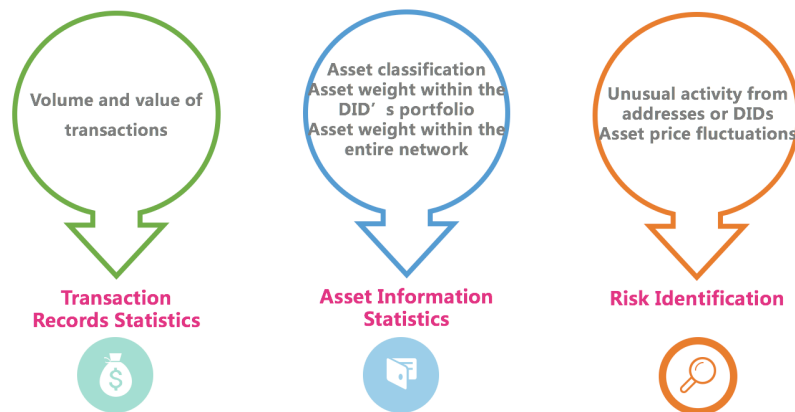 Volume and value of
transactions
Asset classification
Asset weight within the
DID’s portfolio
Asset weight within the
entire network
Unusual activity from
addresses or DIDs
Asset price fluctuations
Transaction
Records Statistics
Asset Information
Statistics
Risk Identification
$